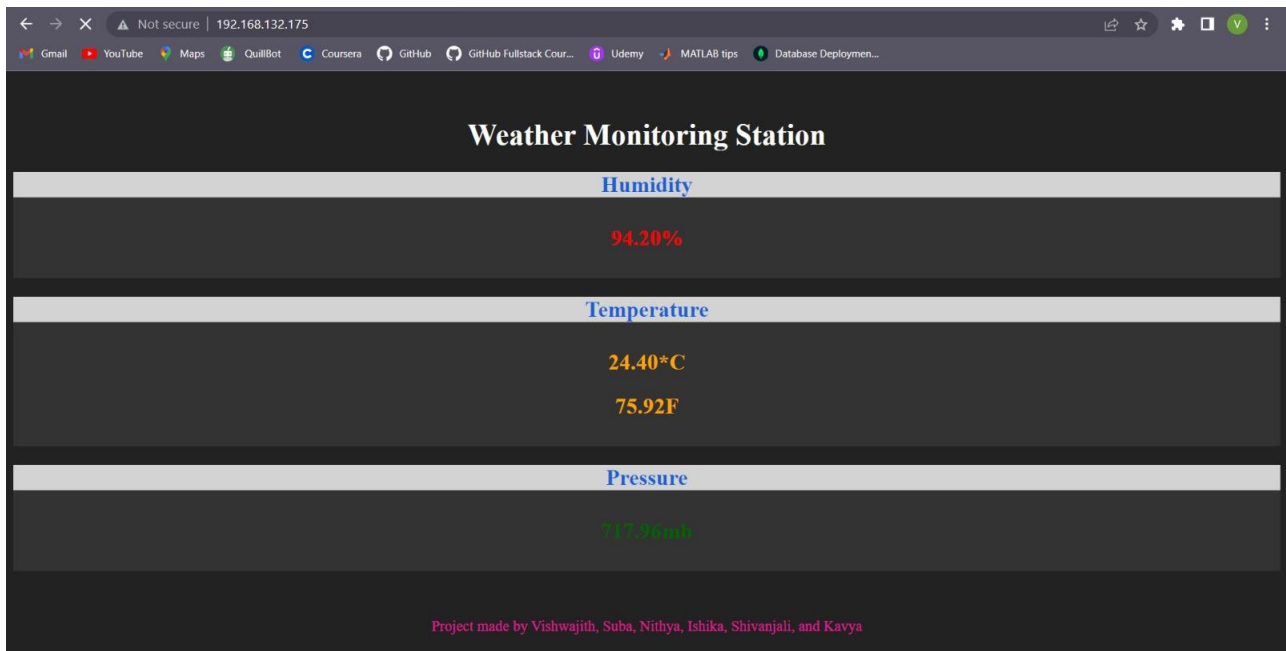 Not secure | 192.168.132.175
Gmail YouTube Maps QuillBot Coursera GitHub GitHub Fullstack Cour... Udemy MATLAB tips Database Deploymen...
Weather Monitoring Station
Humidity
94.20%
Temperature
24.40*C
75.92F
Pressure
717.96mb
Project made by Vishwajith, Suba, Nithya, Ishika, Shivanjali, and Kavya